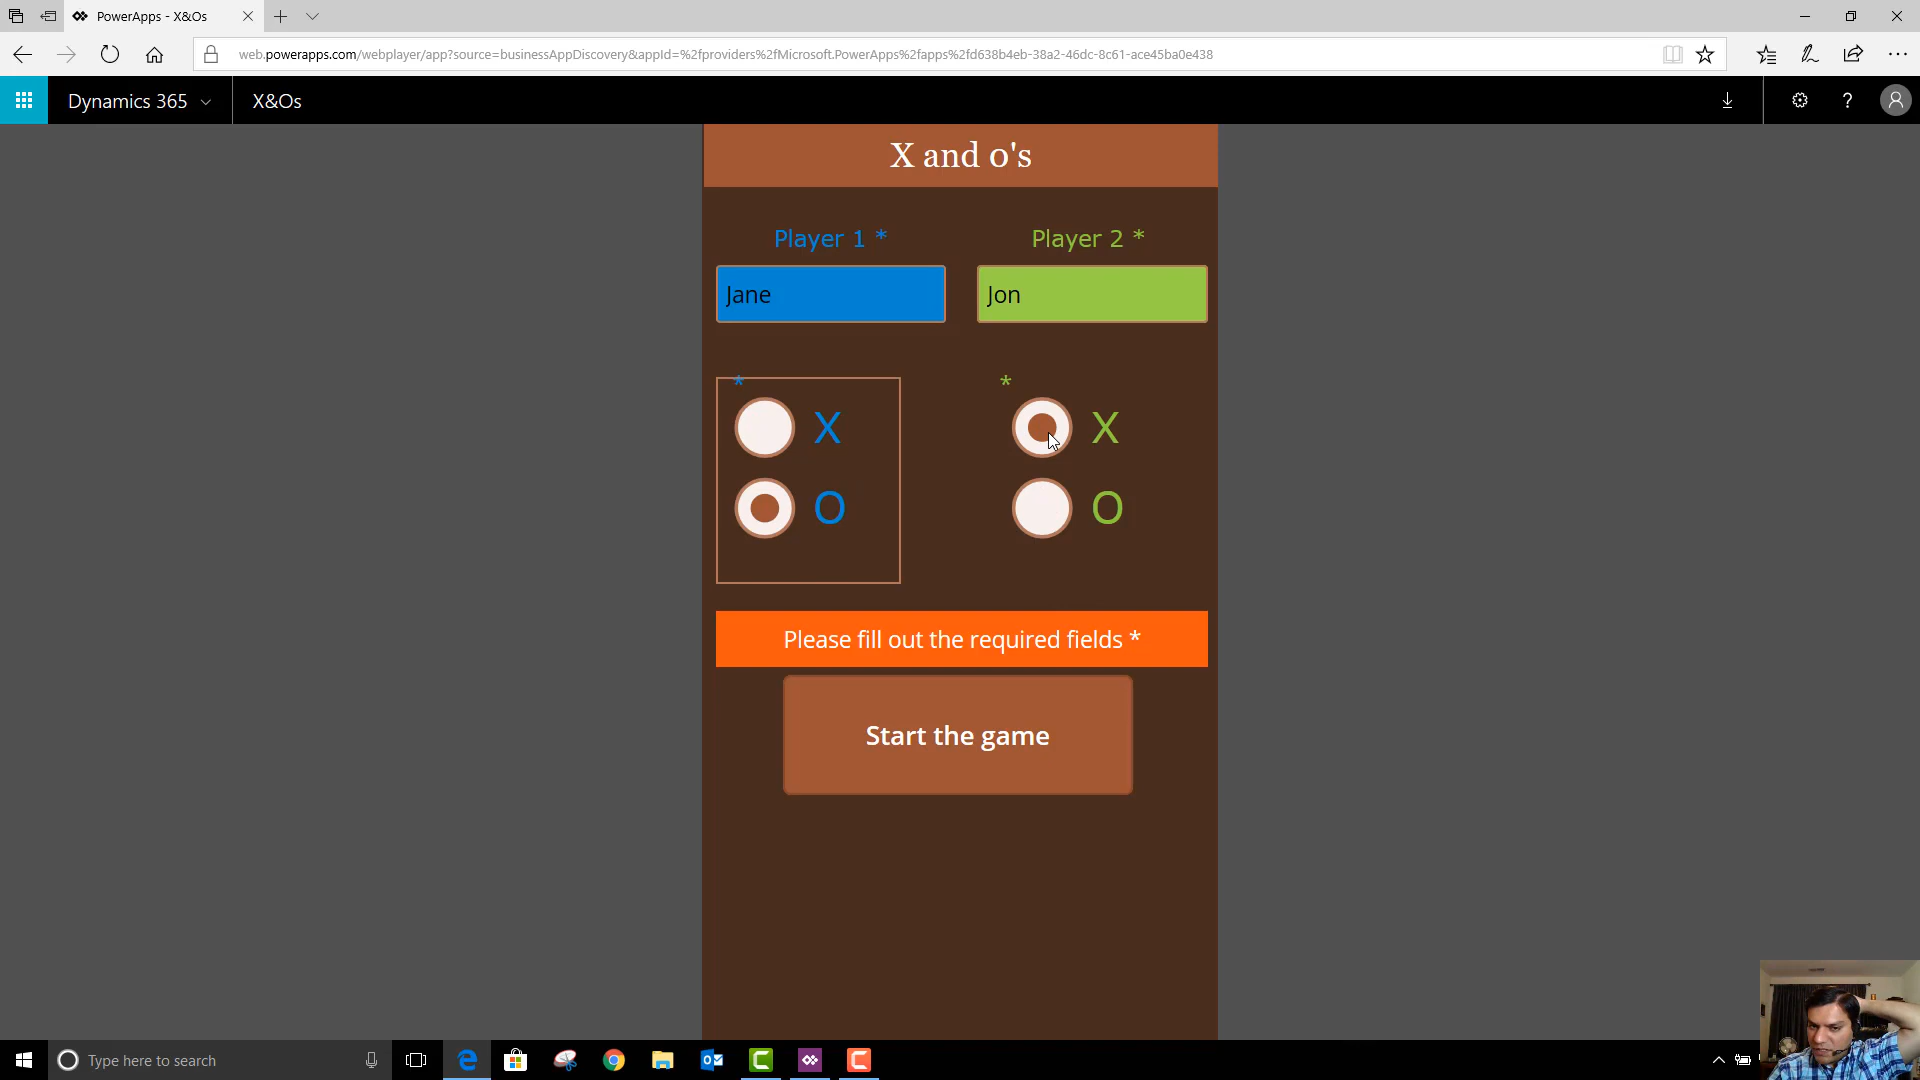 PowerApps - X&Os
web.powerapps.com/webplayer/app?source=businessAppDiscovery&appId=%2fproviders%2fMicrosoft.PowerApps%2fapps%2fd638b4eb-38a2-46dc-8c61-ace45ba0e438
Dynamics 365
X&Os
?
X and o's
Player 1 *
Player 2 *
Jane
Jon
*
*
X
X
O
O
Please fill out the required fields *
Start the game
Type here to search